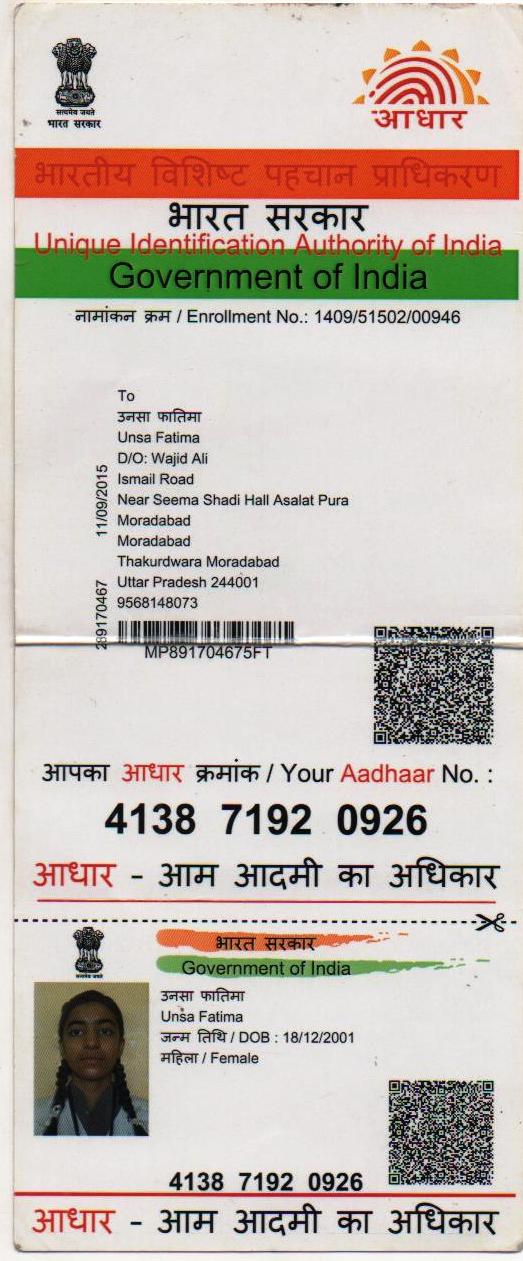 सत्यमेव जयते
भारत सरकार
आधार
भारतीय विशिष्ट पहचान प्राधिकरण
भारत सरकार
Unique Identification Authority of India
Government of India
नामांकन क्रम / Enrollment No.: 1409/51502/00946
To
उनसा फातिमा
Unsa Fatima
D/O: Wajid Ali
Ismail Road
Near Seema Shadi Hall Asalat Pura
Moradabad
Moradabad
Thakurdwara Moradabad
Uttar Pradesh 244001
9568148073
11/09/2015
289170467
MP891704675FT
आपका आधार क्रमांक / Your Aadhaar No. :
4138 7192 0926
आधार - आम आदमी का अधिकार
सत्यमेव जयते
भारत सरकार
Government of India
उनसा फातिमा
Unsa Fatima
जन्म तिथि / DOB : 18/12/2001
महिला / Female
4138 7192 0926
आधार - आम आदमी का अधिकार